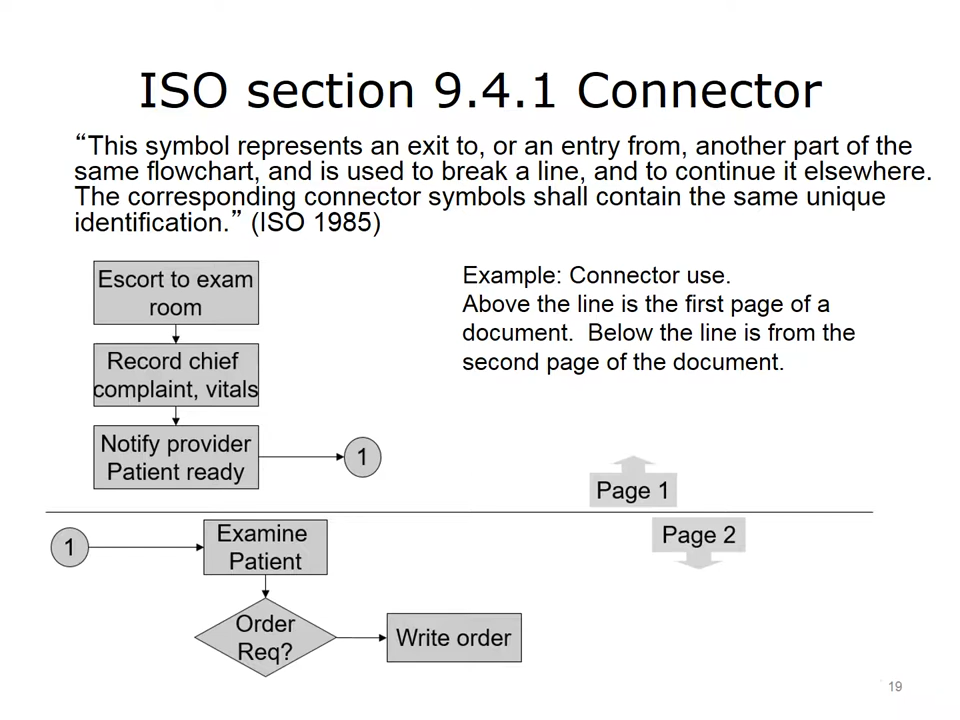 ISO section 9.4.1 Connector
“This symbol represents an exit to, or an entry from, another part of the
same flowchart, and is used to break a line, and to continue it elsewhere.
The corresponding connector symbols shall contain the same unique
identification.” (ISO 1985)
Escort to exam
room
Record chief
complaint, vitals
Notify provider
Patient ready
1
Example: Connector use.
Above the line is the first page of a
document.  Below the line is from the
second page of the document.
Page 1
Page 2
1
Examine
Patient
Order
Req?
Write order
19